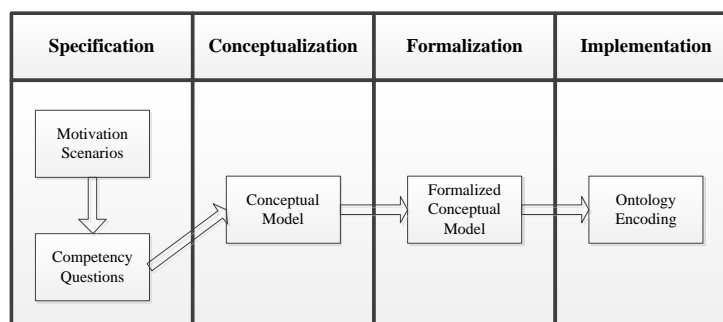 Specification
Conceptualization
Formalization
Implementation
Motivation
Scenarios
Competency
Questions
Conceptual
Model
Formalized
Conceptual
Model
Ontology
Encoding